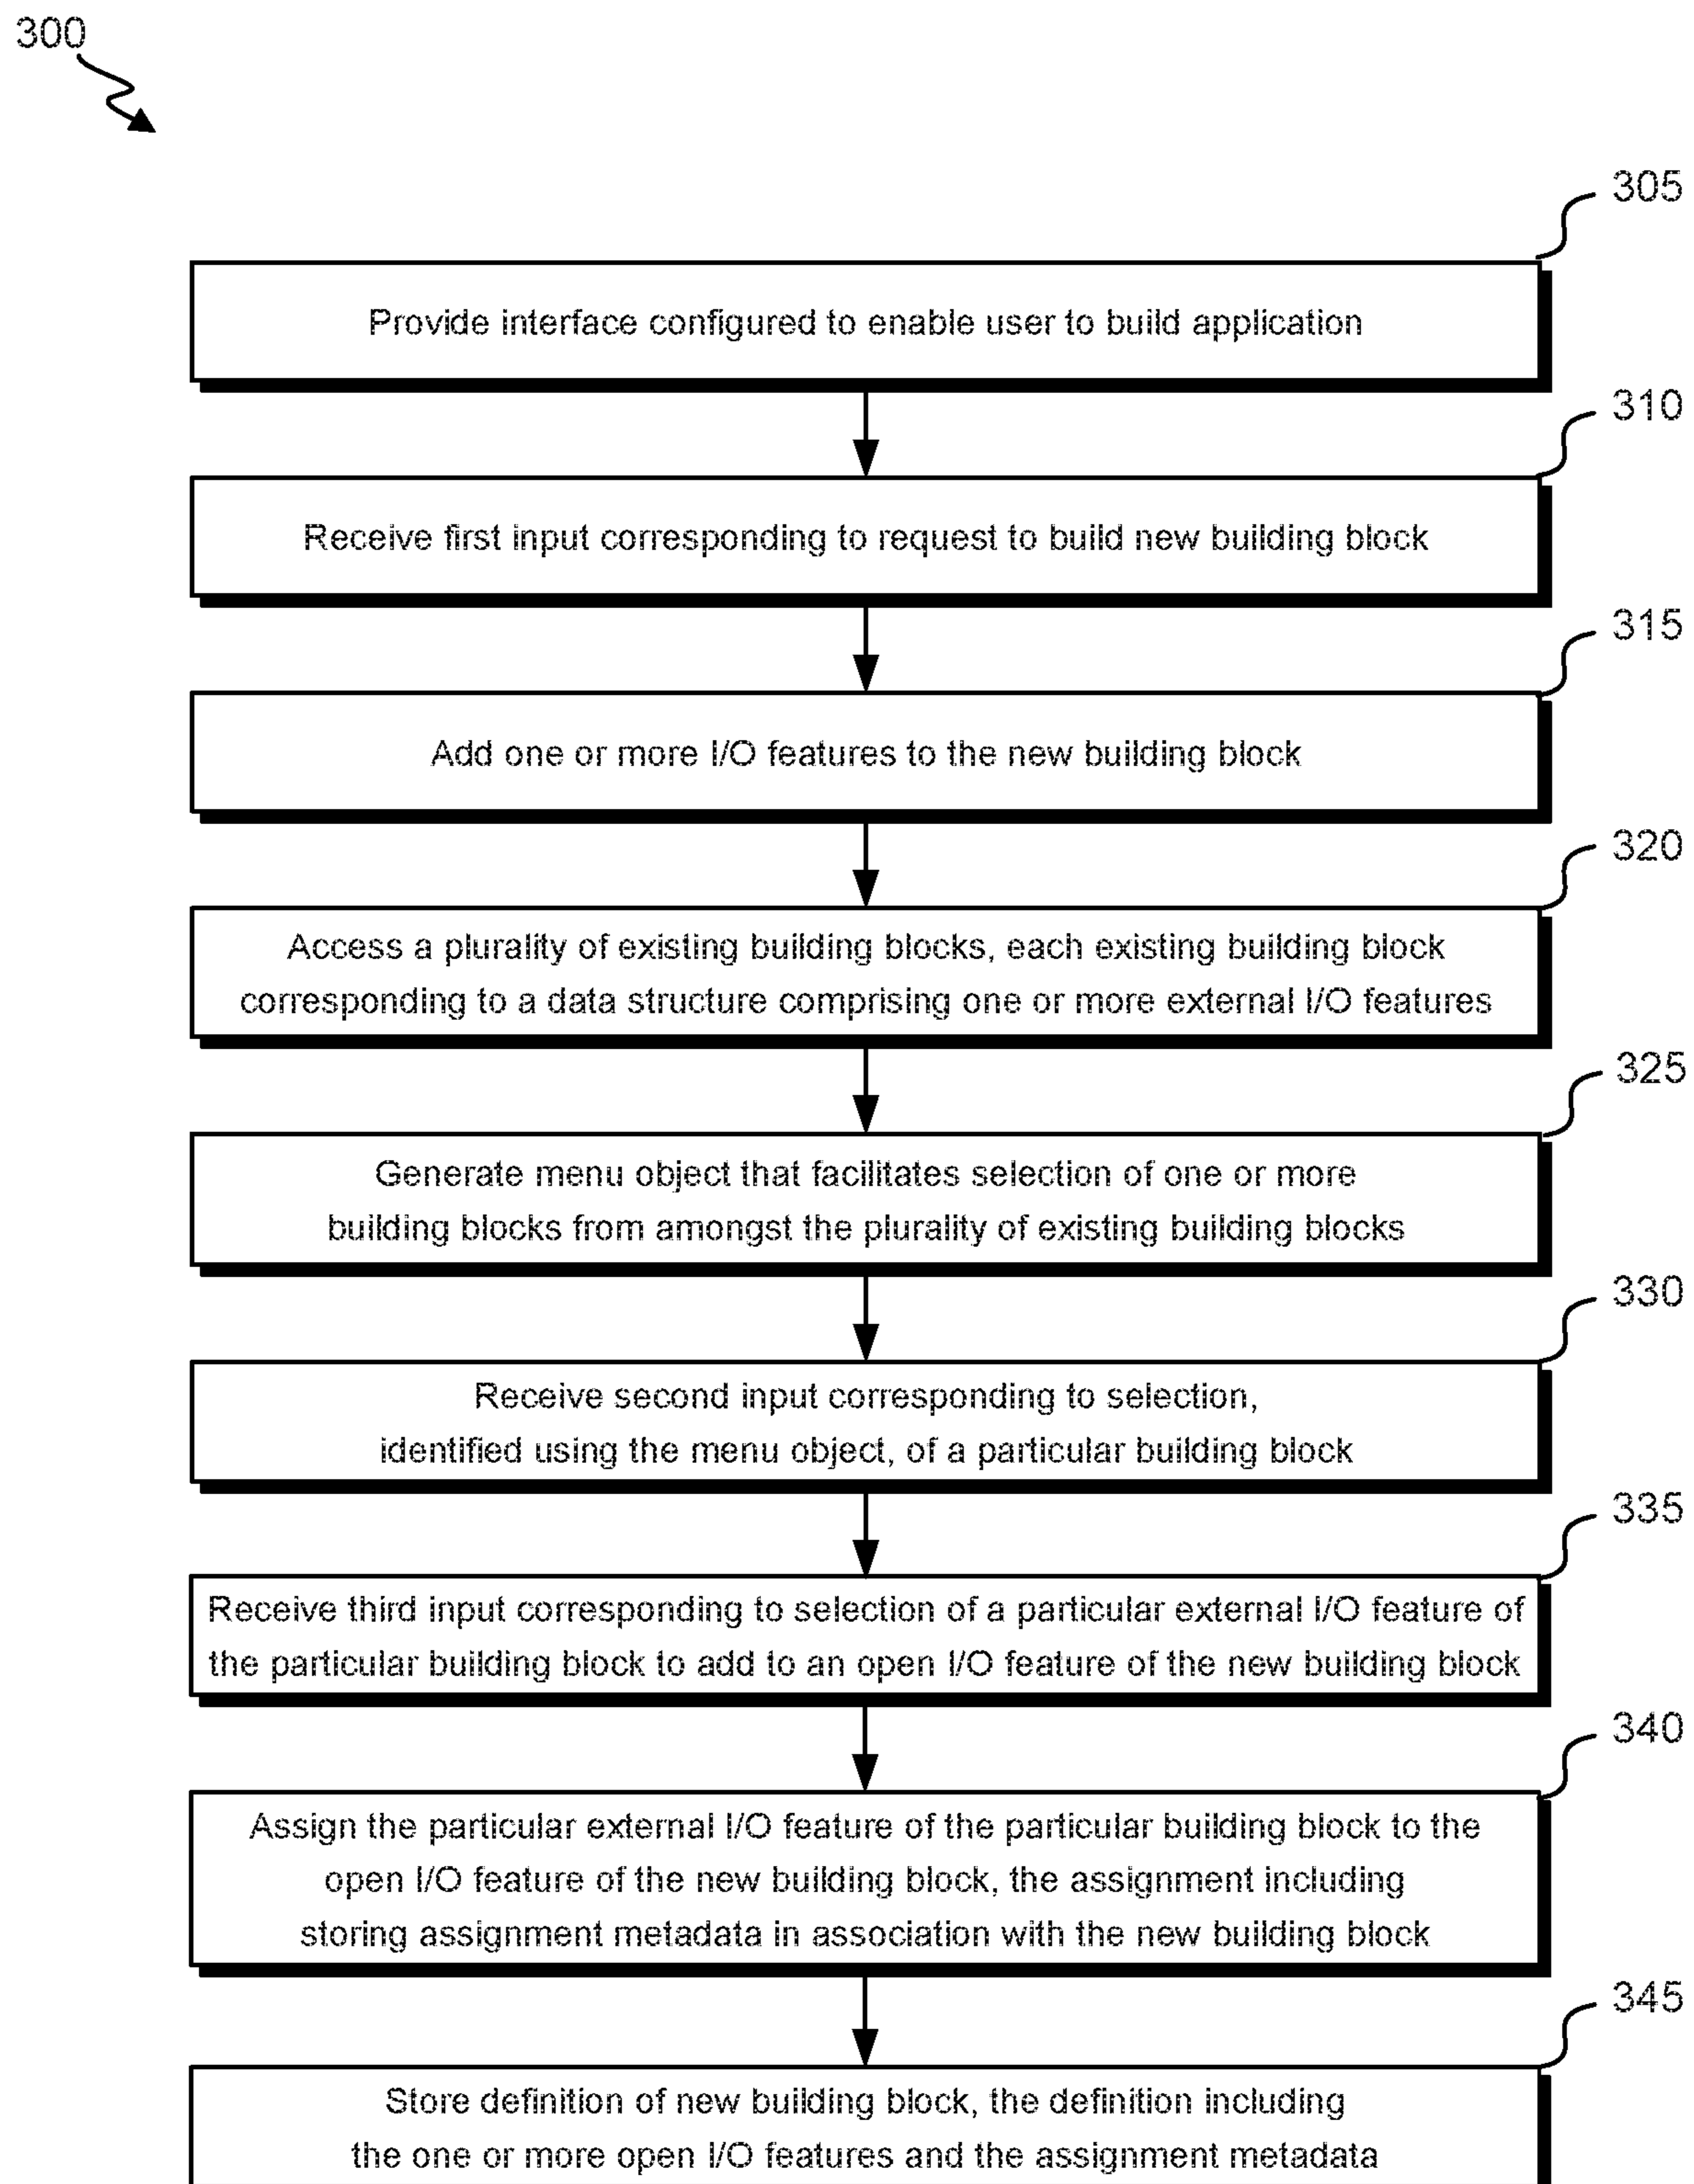 300
305
Provide interface configured to enable user to build application
310
Receive first input corresponding to request to build new building block
315
Add one or more I/O features to the new building block
320
Access a plurality of existing building blocks, each existing building block
corresponding to a data structure comprising one or more external I/O features
325
Generate menu object that facilitates selection of one or more
building blocks from amongst the plurality of existing building blocks
330
Receive second input corresponding to selection,
identified using the menu object, of a particular building block
335
Receive third input corresponding to selection of a particular external I/O feature of
the particular building block to add to an open I/O feature of the new building block
340
Assign the particular external I/O feature of the particular building block to the
open I/O feature of the new building block, the assignment including
storing assignment metadata in association with the new building block
345
Store definition of new building block, the definition including
the one or more open I/O features and the assignment metadata